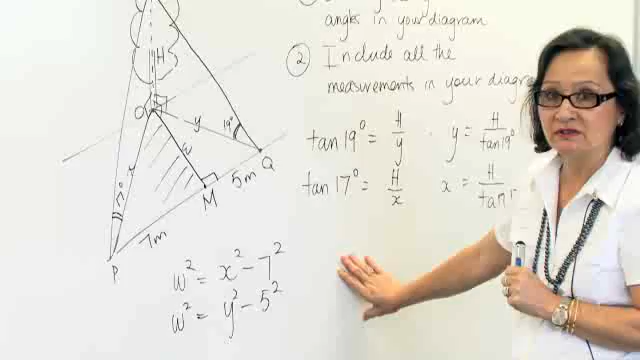 angles in your diagram
② Include all the
measurements in your diagram
tan 19° = H/y · y = H/tan 19°
tan 17° = H/x x = H/tan 17
H
O
y
19°
x
w
17°
Q
5m
M
7m
P
w² = x² - 7²
w² = y² - 5²